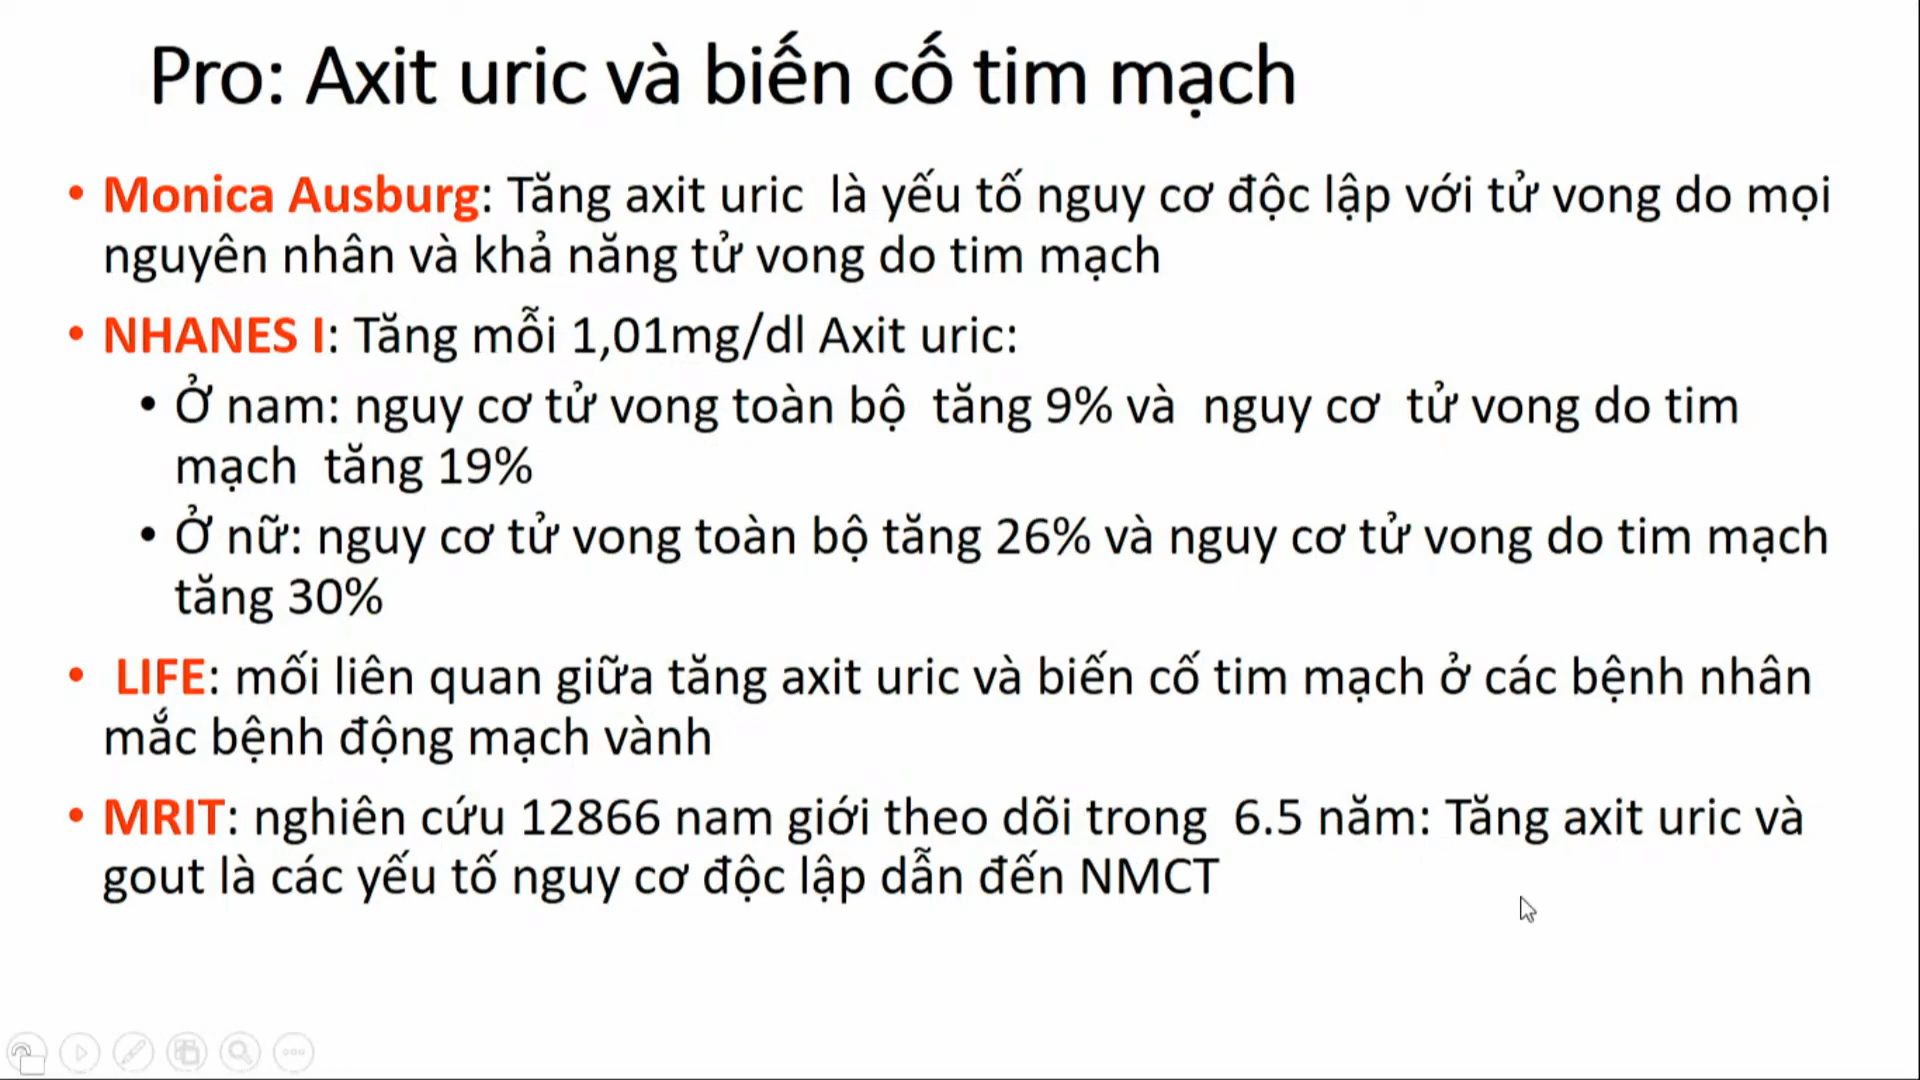 Pro: Axit uric và biến cố tim mạch
• Monica Ausburg: Tăng axit uric là yếu tố nguy cơ độc lập với tử vong do mọi
nguyên nhân và khả năng tử vong do tim mạch
• NHANES I: Tăng mỗi 1,01mg/dl Axit uric:
• Ở nam: nguy cơ tử vong toàn bộ tăng 9% và nguy cơ tử vong do tim
mạch tăng 19%
• Ở nữ: nguy cơ tử vong toàn bộ tăng 26% và nguy cơ tử vong do tim mạch
tăng 30%
• LIFE: mối liên quan giữa tăng axit uric và biến cố tim mạch ở các bệnh nhân
mắc bệnh động mạch vành
• MRIT: nghiên cứu 12866 nam giới theo dõi trong 6.5 năm: Tăng axit uric và
gout là các yếu tố nguy cơ độc lập dẫn đến NMCT